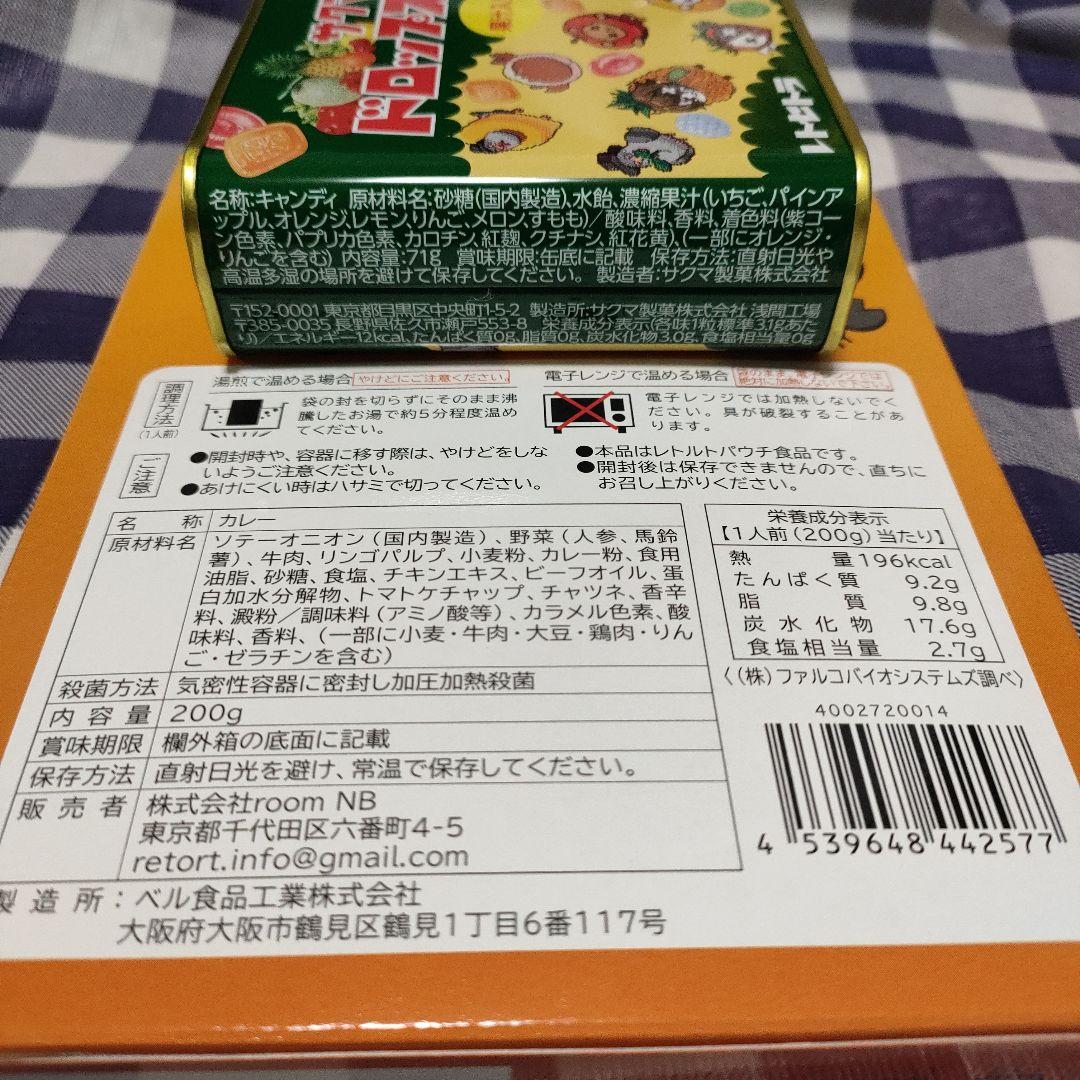 サクマ
ドロップス
レトルトラ
名称:キャンディ 原材料名:砂糖(国内製造)、水飴、濃縮果汁(いちご、パインア
ップル、オレンジ、レモン、りんご、メロン、すもも)/酸味料、香料、着色料(紫コー
ン色素、パプリカ色素、カロチン、紅麹、クチナシ、紅花黄)、(一部にオレンジ・
りんごを含む) 内容量:71g 賞味期限:缶底に記載 保存方法:直射日光や
高温多湿の場所を避けて保存してください。 製造者:サクマ製菓株式会社
〒152-0001 東京都目黒区中央町1-5-2 製造所:サクマ製菓株式会社 浅間工場
〒385-0035 長野県佐久市瀬戸553-8 栄養成分表示(各味1粒標準3.1gあた
り)/エネルギー12kcal、たんぱく質0g、脂質0g、炭水化物3.0g、食塩相当量0g
調理方法
(1人前)
湯煎で温める場合 やけどにご注意ください。
袋の封を切らずにそのまま沸
騰したお湯で約5分程度温め
てください。
電子レンジで温める場合 袋のまま、電子レンジでは
絶対に加熱しないで下さい。
電子レンジでは加熱しないでく
ださい。具が破裂することがあ
ります。
ご注意
●開封時や、容器に移す際は、やけどをしな
いようご注意ください。
●あけにくい時はハサミで切ってください。
●本品はレトルトパウチ食品です。
●開封後は保存できませんので、直ちに
お召し上がりください。
名称 カレー
原材料名 ソテーオニオン(国内製造)、野菜(人参、馬鈴
薯)、牛肉、リンゴパルプ、小麦粉、カレー粉、食用
油脂、砂糖、食塩、チキンエキス、ビーフオイル、蛋
白加水分解物、トマトケチャップ、チャツネ、香辛
料、澱粉/調味料(アミノ酸等)、カラメル色素、酸
味料、香料、(一部に小麦・牛肉・大豆・鶏肉・りん
ご・ゼラチンを含む)
殺菌方法 気密性容器に密封し加圧加熱殺菌
内容量 200g
賞味期限 欄外箱の底面に記載
保存方法 直射日光を避け、常温で保存してください。
販売者 株式会社room NB
東京都千代田区六番町4-5
retort.info@gmail.com
製造所:ベル食品工業株式会社
大阪府大阪市鶴見区鶴見1丁目6番117号
栄養成分表示
【1人前(200g)当たり】
熱量 196kcal
たんぱく質 9.2g
脂質 9.8g
炭水化物 17.6g
食塩相当量 2.7g
〈(株)ファルコバイオシステムズ調べ〉
4002720014
4 539648 442577